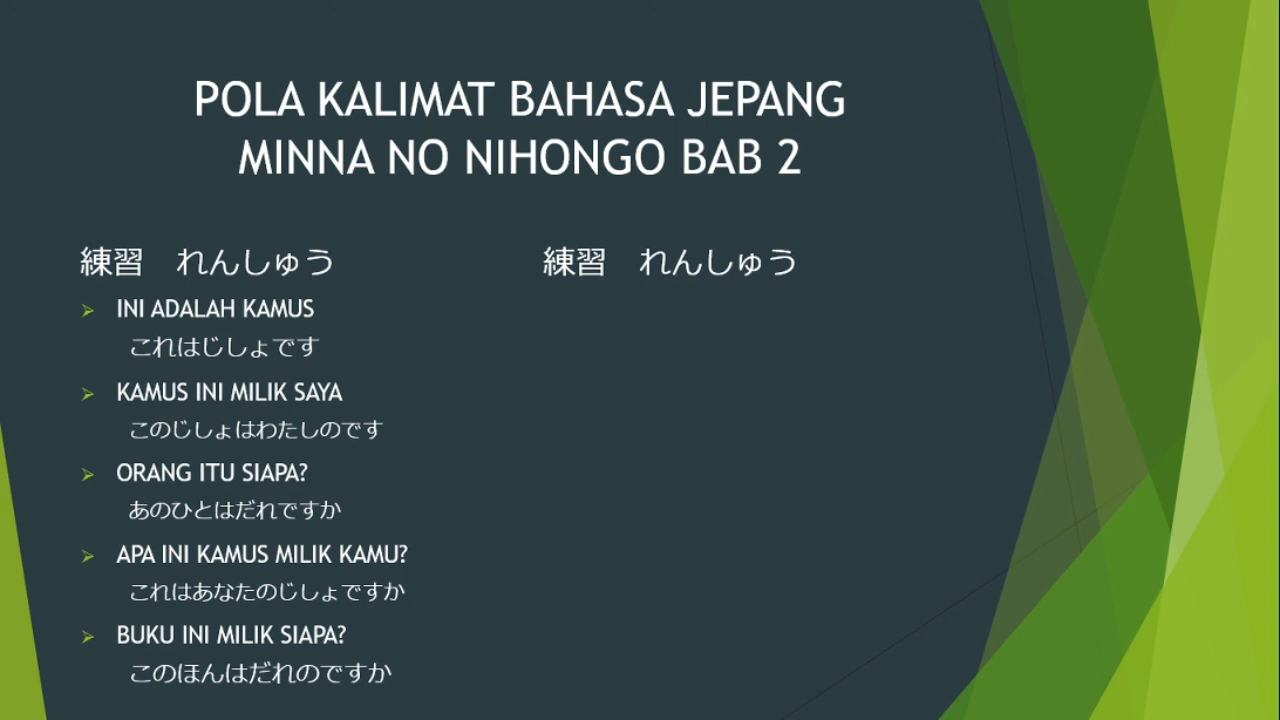 POLA KALIMAT BAHASA JEPANG
MINNA NO NIHONGO BAB 2
練習　れんしゅう
INI ADALAH KAMUS
これはじしょです
KAMUS INI MILIK SAYA
このじしょはわたしのです
ORANG ITU SIAPA?
あのひとはだれですか
APA INI KAMUS MILIK KAMU?
これはあなたのじしょですか
BUKU INI MILIK SIAPA?
このほんはだれのですか
練習　れんしゅう